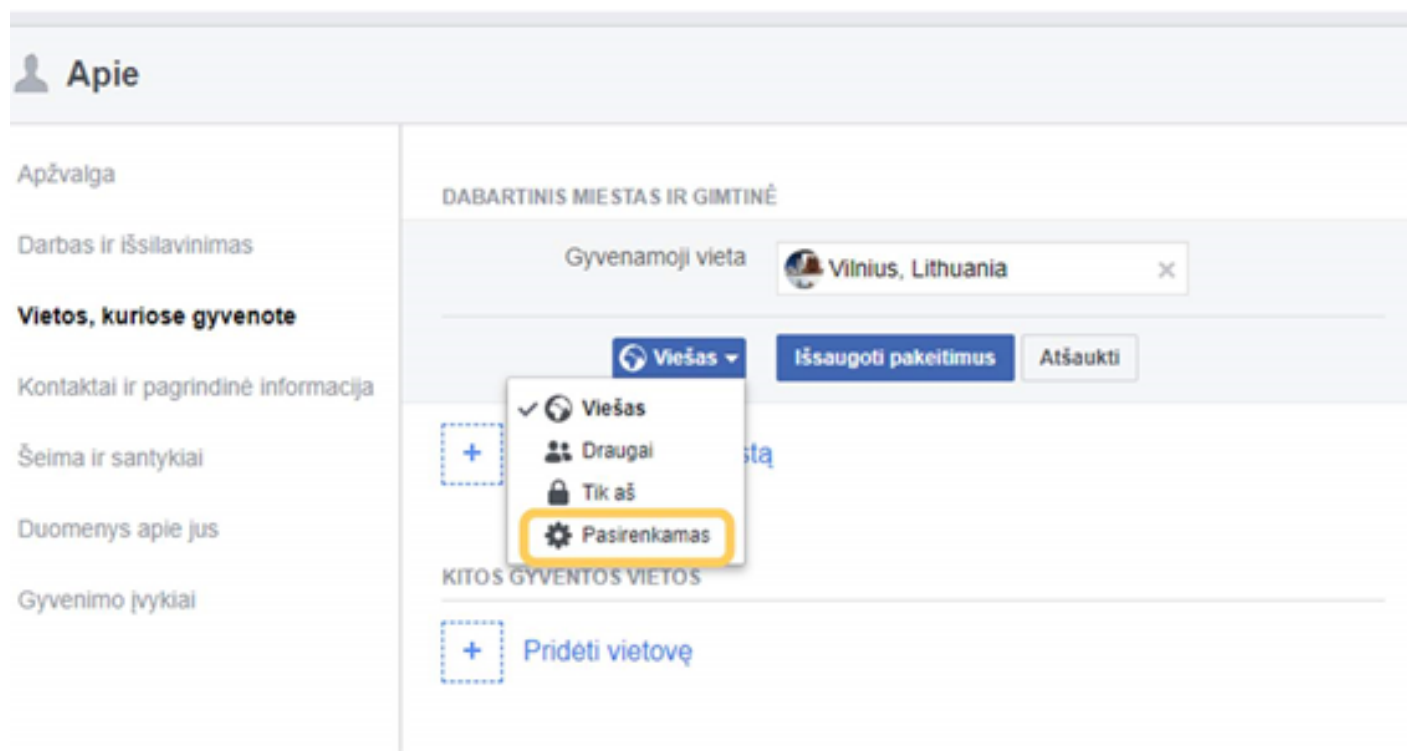 Apie
Apžvalga
Darbas ir išsilavinimas
Vietos, kuriose gyvenote
Kontaktai ir pagrindinė informacija
Šeima ir santykiai
Duomenys apie jus
Gyvenimo įvykiai
DABARTINIS MIESTAS IR GIMTINĖ
Gyvenamoji vieta
Vilnius, Lithuania
Viešas
Išsaugoti pakeitimus
Atšaukti
Viešas
Draugai
Tik aš
Pasirenkamas
KITOS GYVENTOS VIETOS
Pridėti vietovę